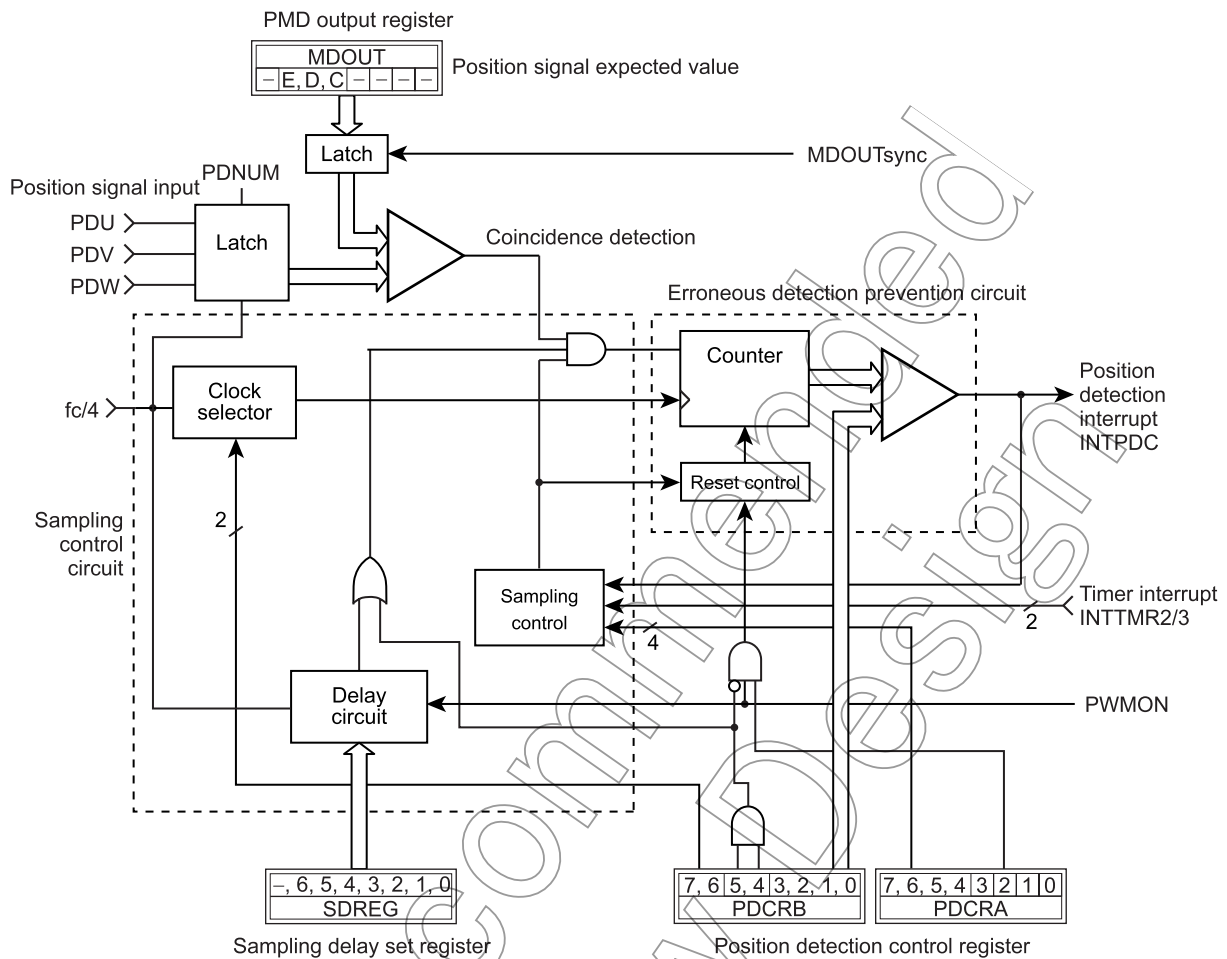 PMD output register
MDOUT
– E, D, C – – – –
Position signal expected value
Latch
MDOUTsync
PDNUM
Position signal input
PDU
PDV
PDW
Latch
Coincidence detection
Erroneous detection prevention circuit
Counter
Clock
selector
fc/4
Position
detection
interrupt
INTPDC
Reset control
2
Sampling
control
circuit
Sampling
control
Timer interrupt
INTTMR2/3
2
4
Delay
circuit
PWMON
–, 6, 5, 4, 3, 2, 1, 0
SDREG
7, 6 5, 4 3, 2, 1, 0
PDCRB
7, 6, 5, 4 3 2 1 0
PDCRA
Sampling delay set register
Position detection control register
commended
w Design